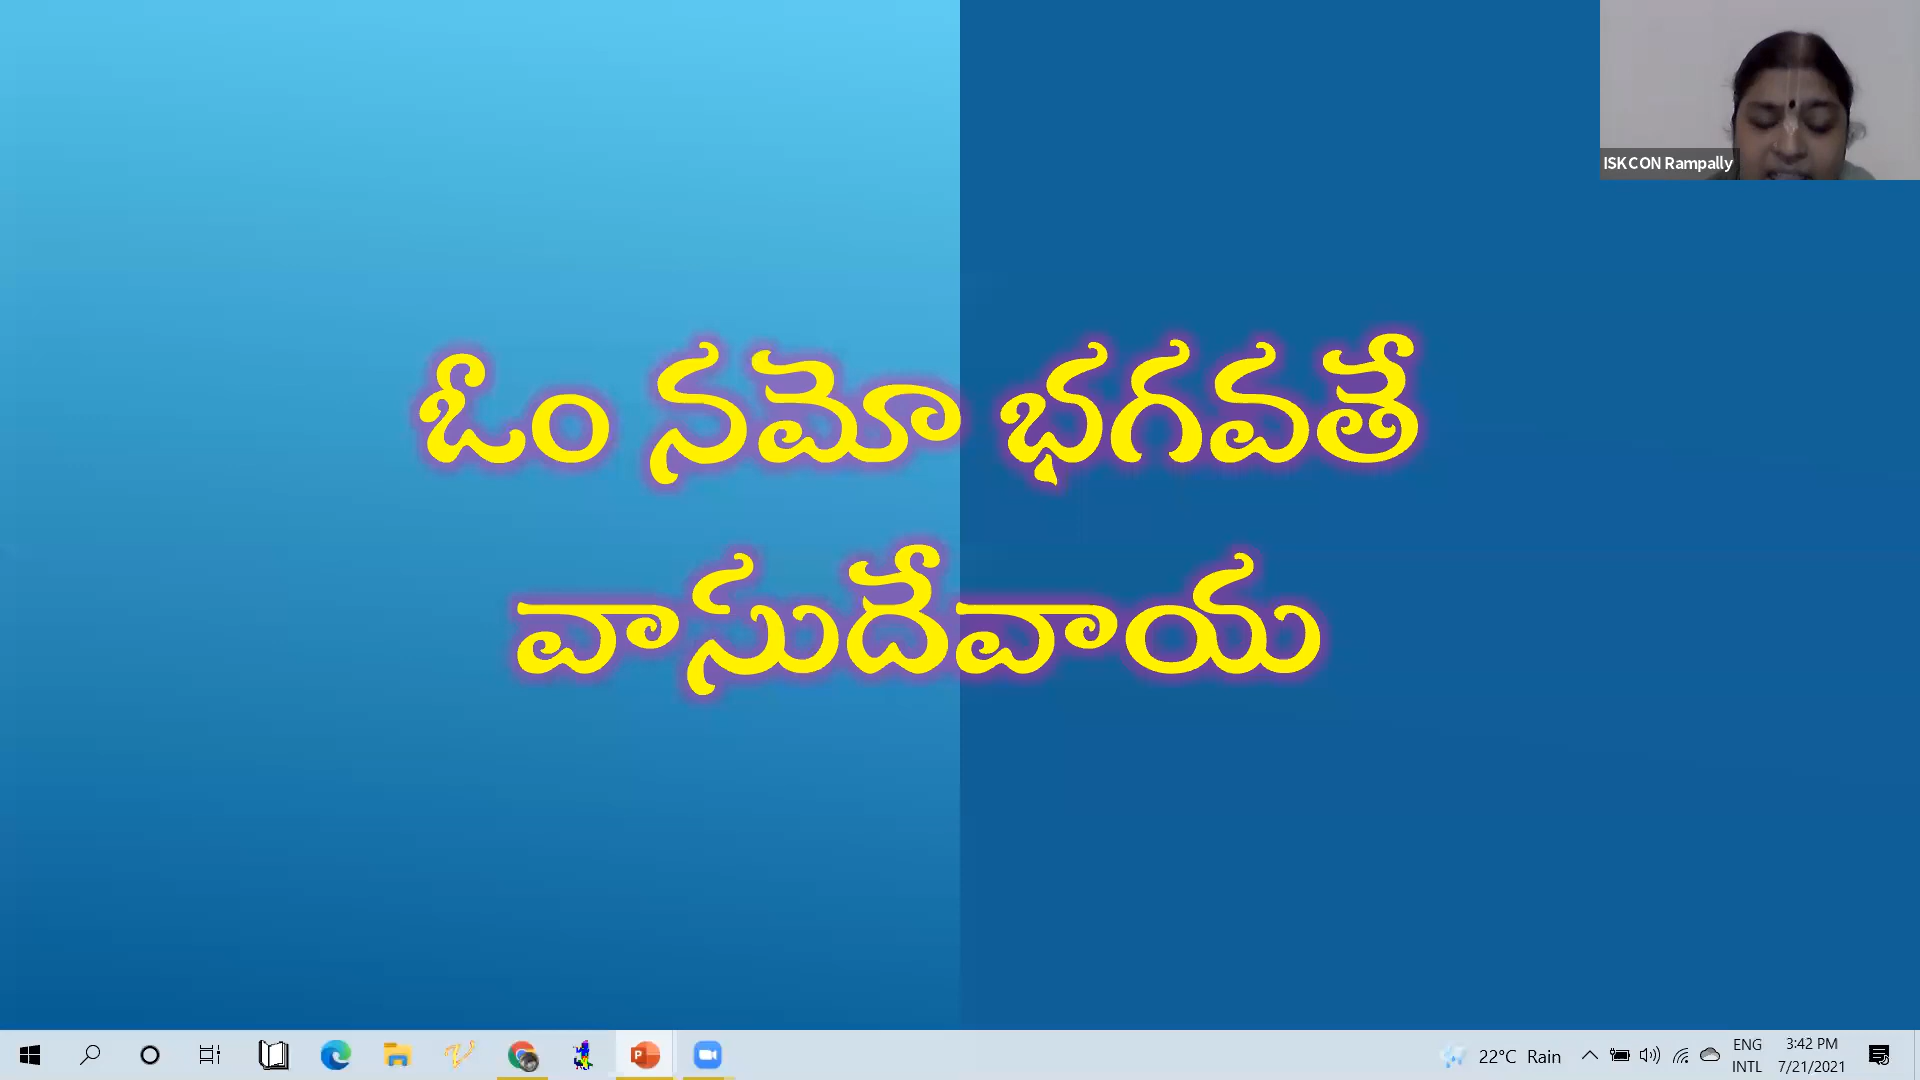 ISKCON Rampally
ఓం నమో భగవతే
వాసుదేవాయ
22°C Rain
ENG
INTL
3:42 PM
7/21/2021